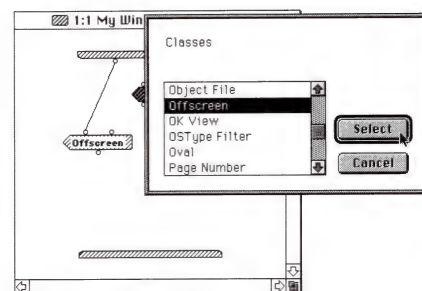 1:1 My Win
Classes
Object File
Offscreen
OK View
OSType Filter
Oval
Page Number
Select
Cancel
Offscreen